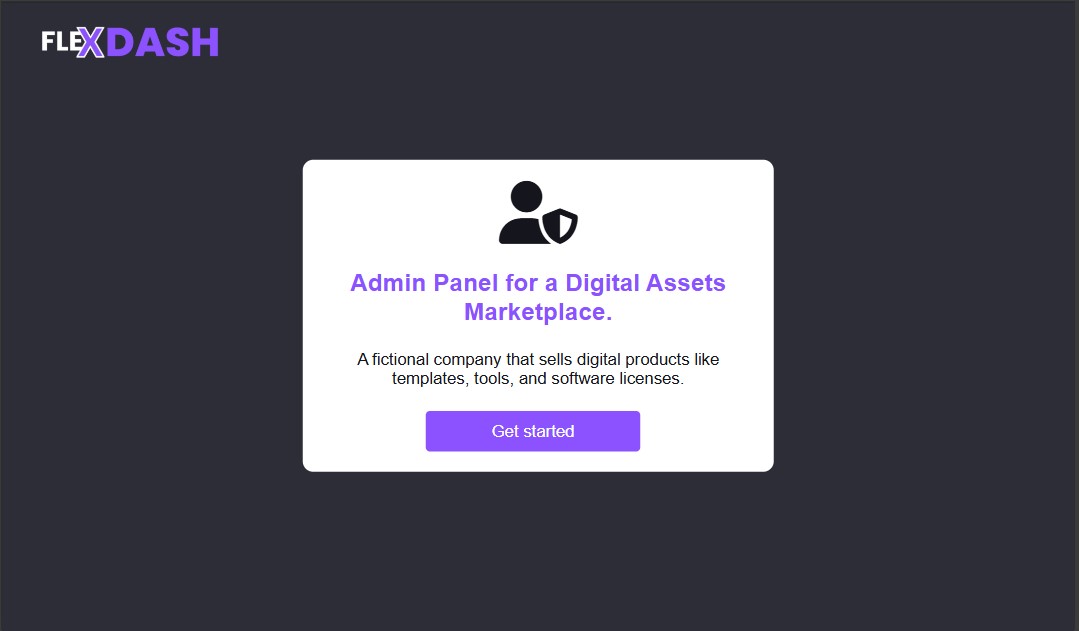 FLEXDASH
Admin Panel for a Digital Assets
Marketplace.
A fictional company that sells digital products like
templates, tools, and software licenses.
Get started